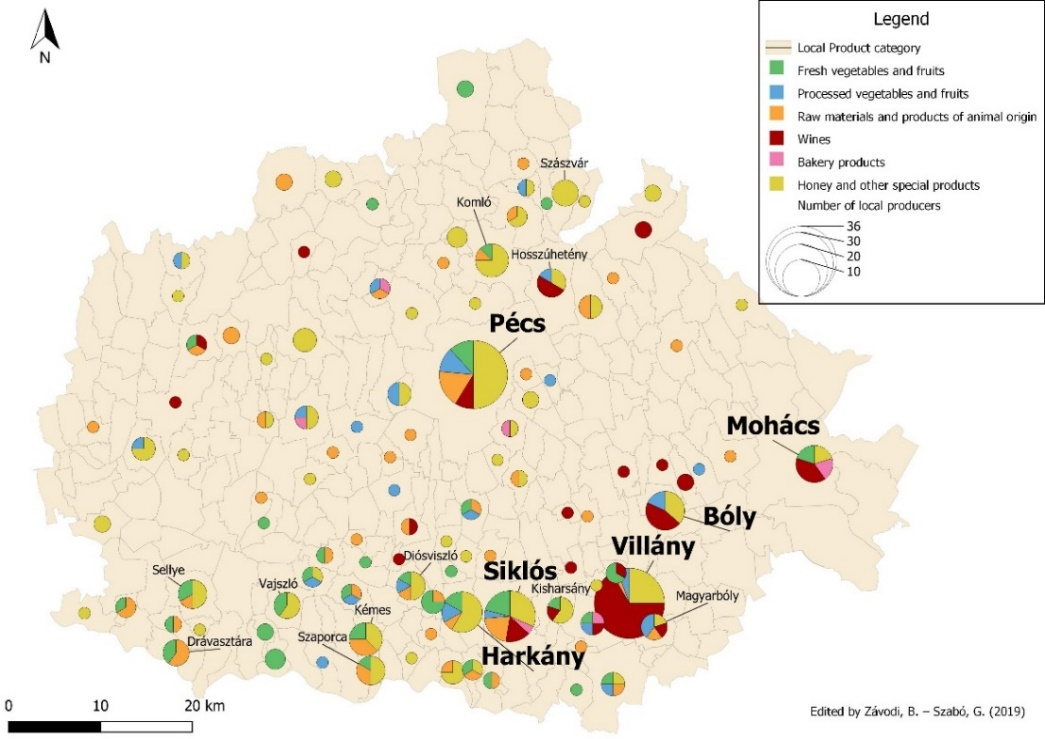 N
Legend
Local Product category
Fresh vegetables and fruits
Processed vegetables and fruits
Raw materials and products of animal origin
Wines
Bakery products
Honey and other special products
Number of local producers
36
30
20
10
Szászvár
Komló
Hosszúhetény
Pécs
Mohács
Bóly
Villány
Diósviszló
Siklós
Sellye
Vajszló
Kisharsány
Magyarbóly
Kémes
Szaporca
Drávasztára
Harkány
0 10 20 km
Edited by Závodi, B. – Szabó, G. (2019)